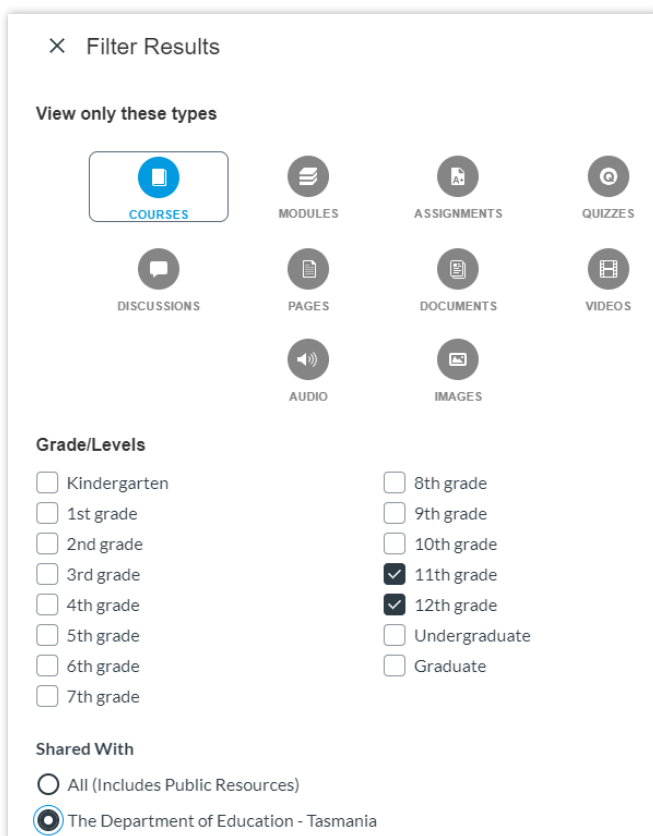 Filter Results
View only these types
COURSES MODULES ASSIGNMENTS QUIZZES
DISCUSSIONS PAGES DOCUMENTS VIDEOS
AUDIO IMAGES
Grade/Levels
Kindergarten
1st grade
2nd grade
3rd grade
4th grade
5th grade
6th grade
7th grade
8th grade
9th grade
10th grade
11th grade
12th grade
Undergraduate
Graduate
Shared With
All (Includes Public Resources)
The Department of Education - Tasmania